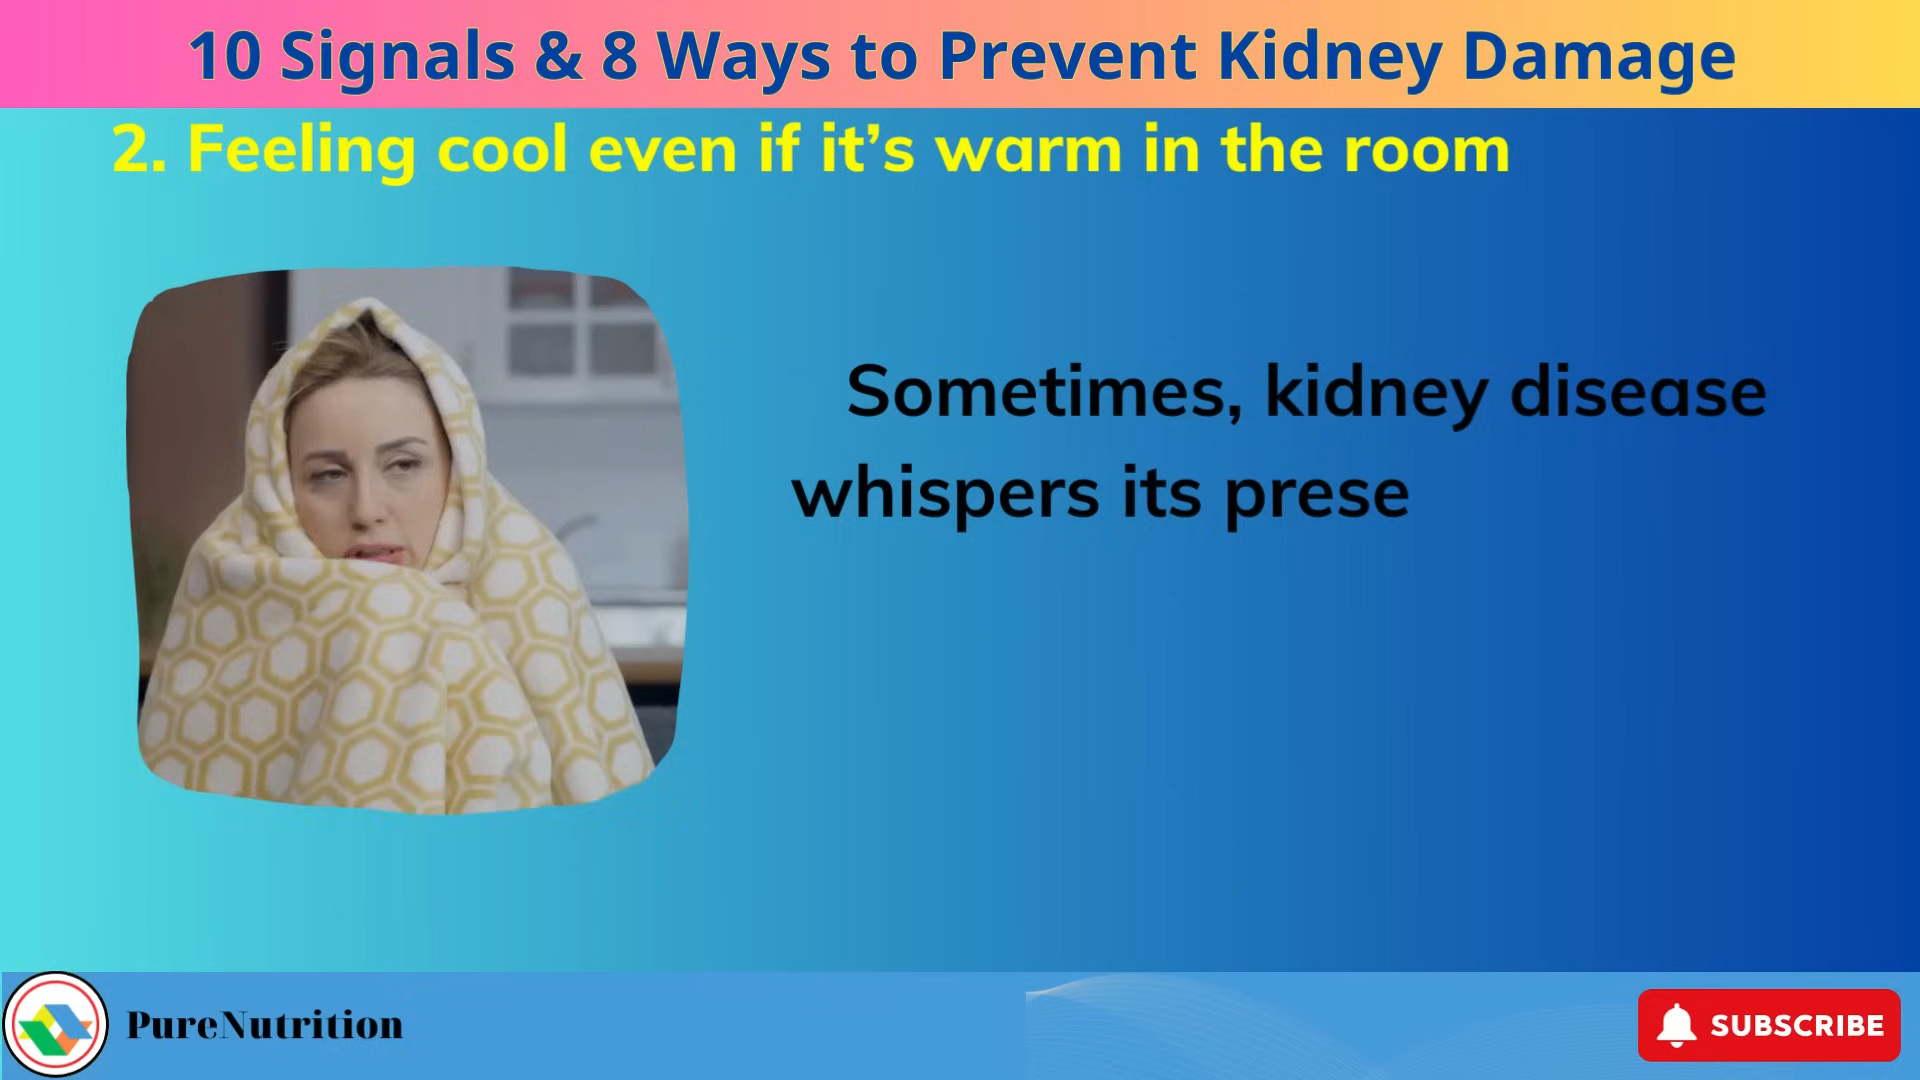 10 Signals & 8 Ways to Prevent Kidney Damage
2. Feeling cool even if it’s warm in the room
Sometimes, kidney disease
whispers its prese
PureNutrition
SUBSCRIBE